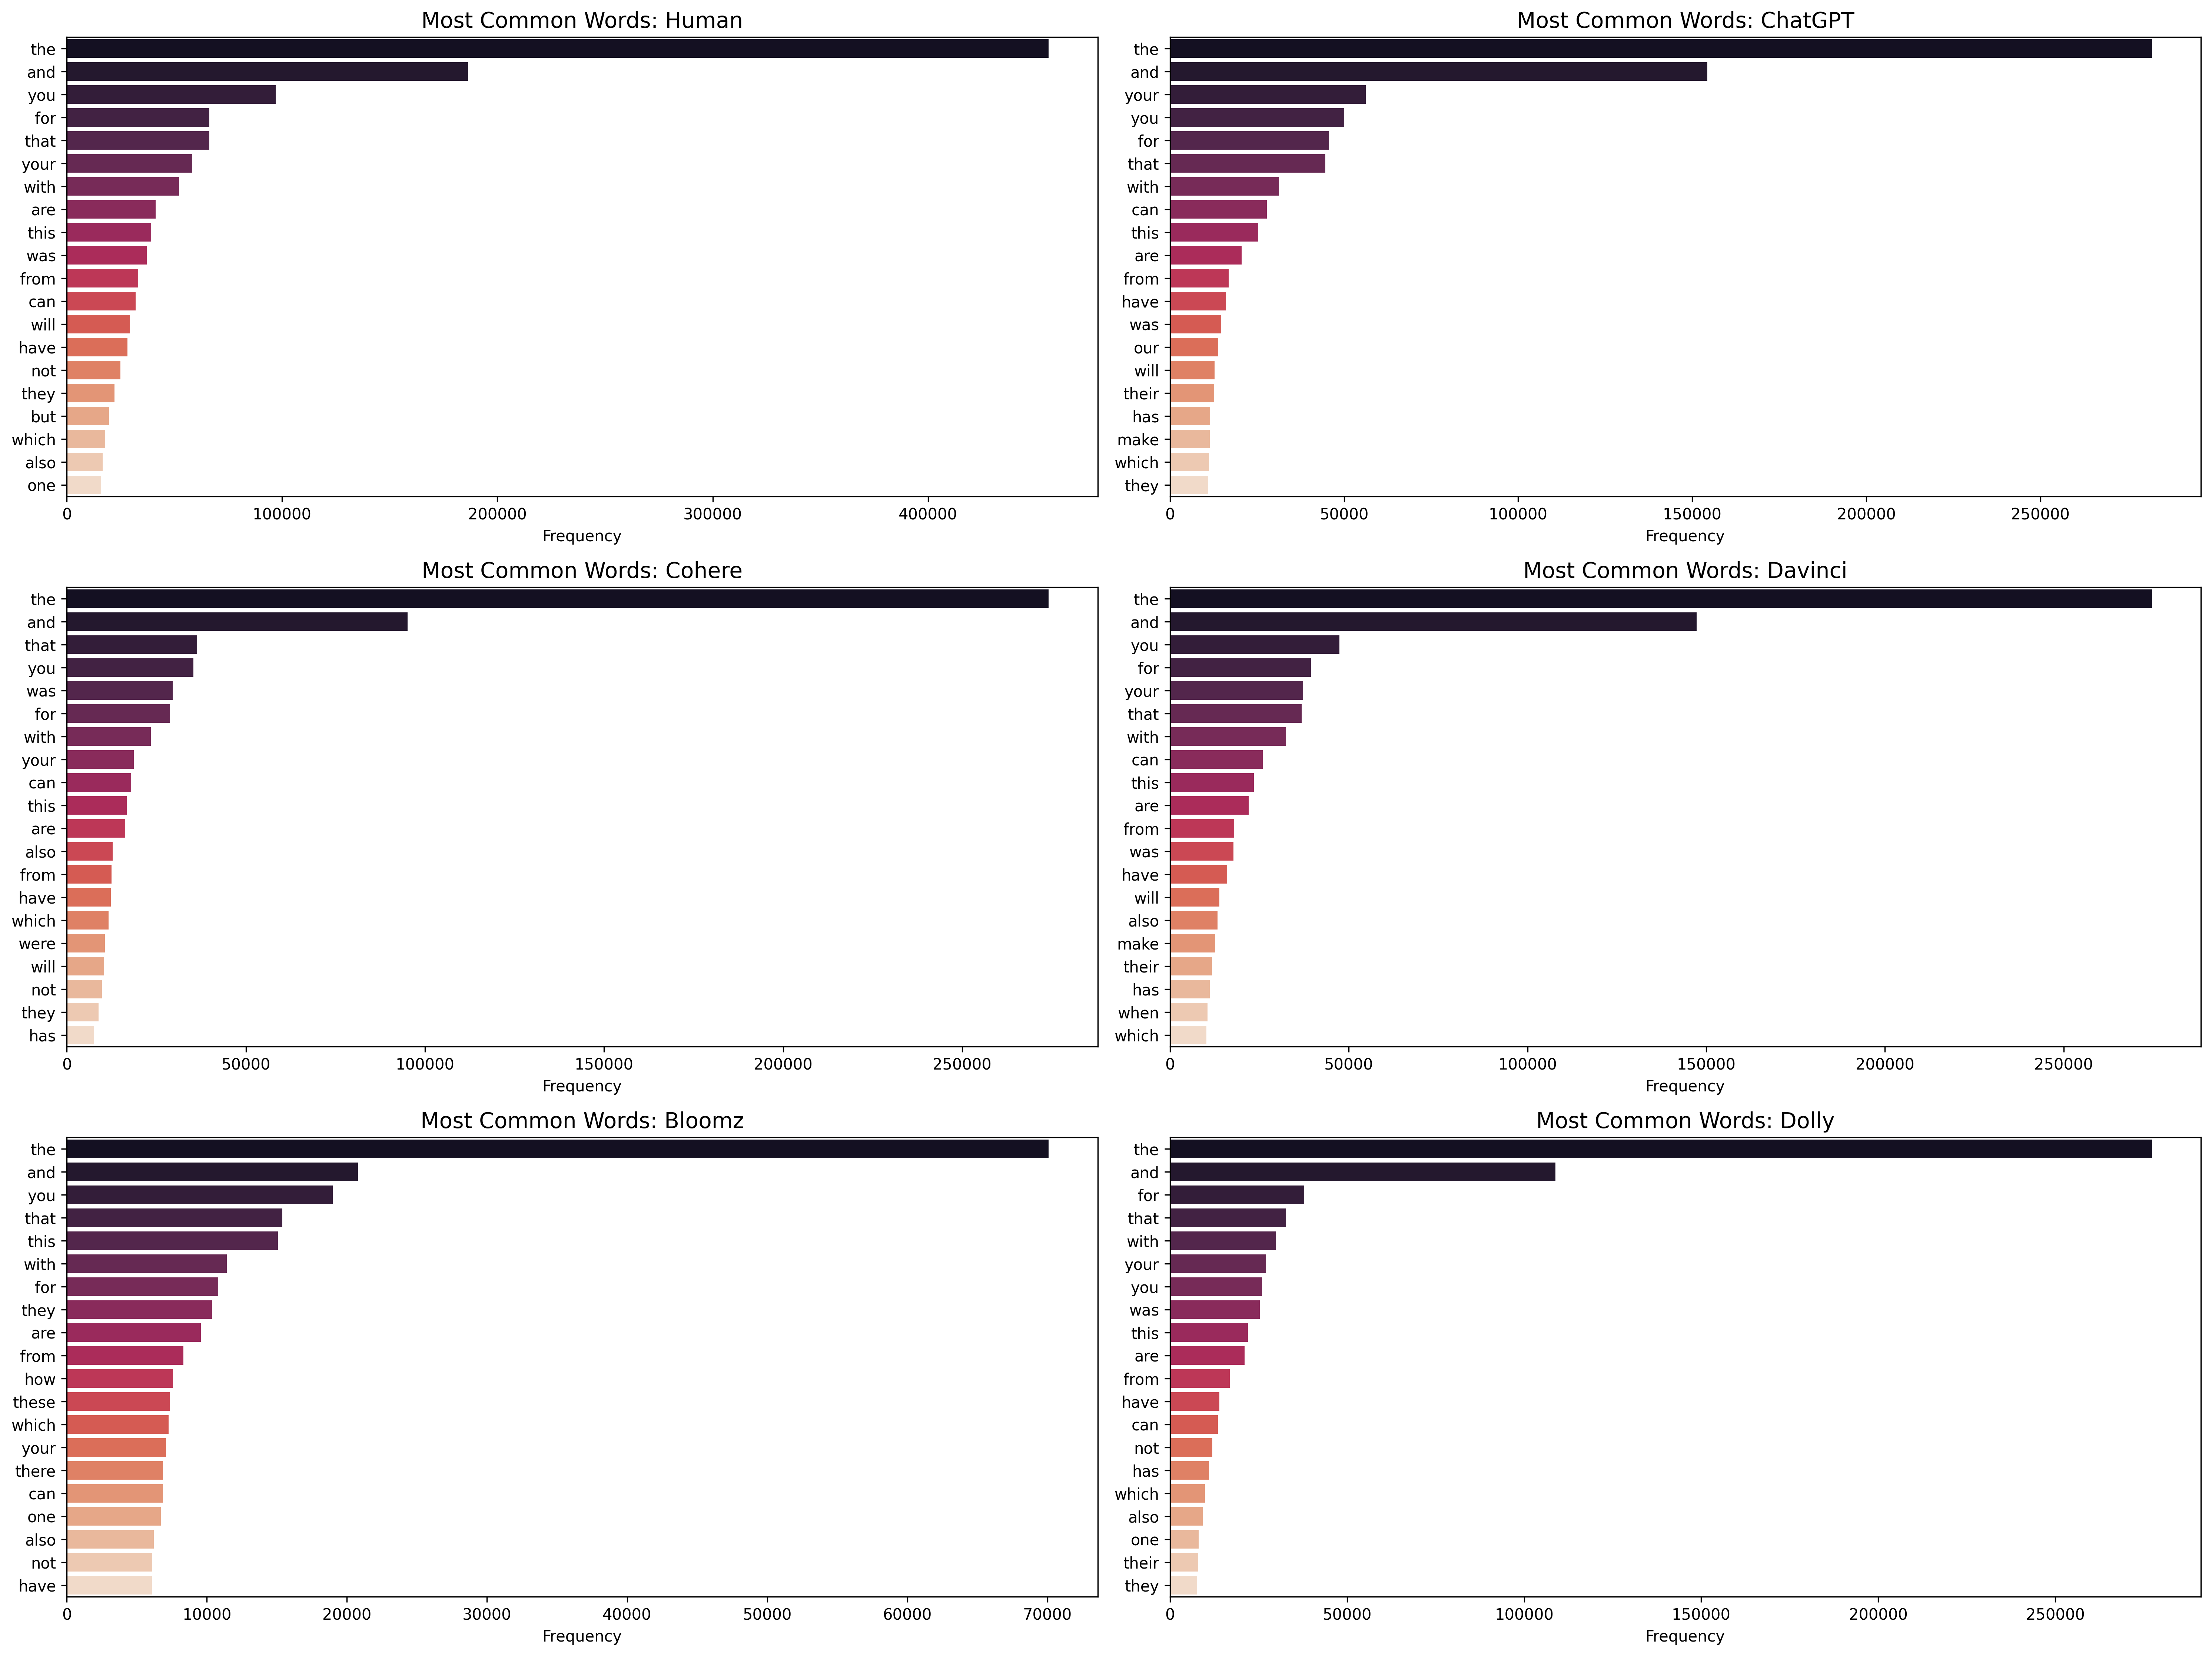 Most Common Words: Human
the
and
you
for
that
your
with
are
this
was
from
can
will
have
not
they
but
which
also
one
0 100000 200000 300000 400000
Frequency
Most Common Words: ChatGPT
the
and
your
you
for
that
with
can
this
are
from
have
was
our
will
their
has
make
which
they
0 50000 100000 150000 200000 250000
Frequency
Most Common Words: Cohere
the
and
that
you
was
for
with
your
can
this
are
also
from
have
which
were
will
not
they
has
0 50000 100000 150000 200000 250000
Frequency
Most Common Words: Davinci
the
and
you
for
your
that
with
can
this
are
from
was
have
will
also
make
their
has
when
which
0 50000 100000 150000 200000 250000
Frequency
Most Common Words: Bloomz
the
and
you
that
this
with
for
they
are
from
how
these
which
your
there
can
one
also
not
have
0 10000 20000 30000 40000 50000 60000 70000
Frequency
Most Common Words: Dolly
the
and
for
that
with
your
you
was
this
are
from
have
can
not
has
which
also
one
their
they
0 50000 100000 150000 200000 250000
Frequency